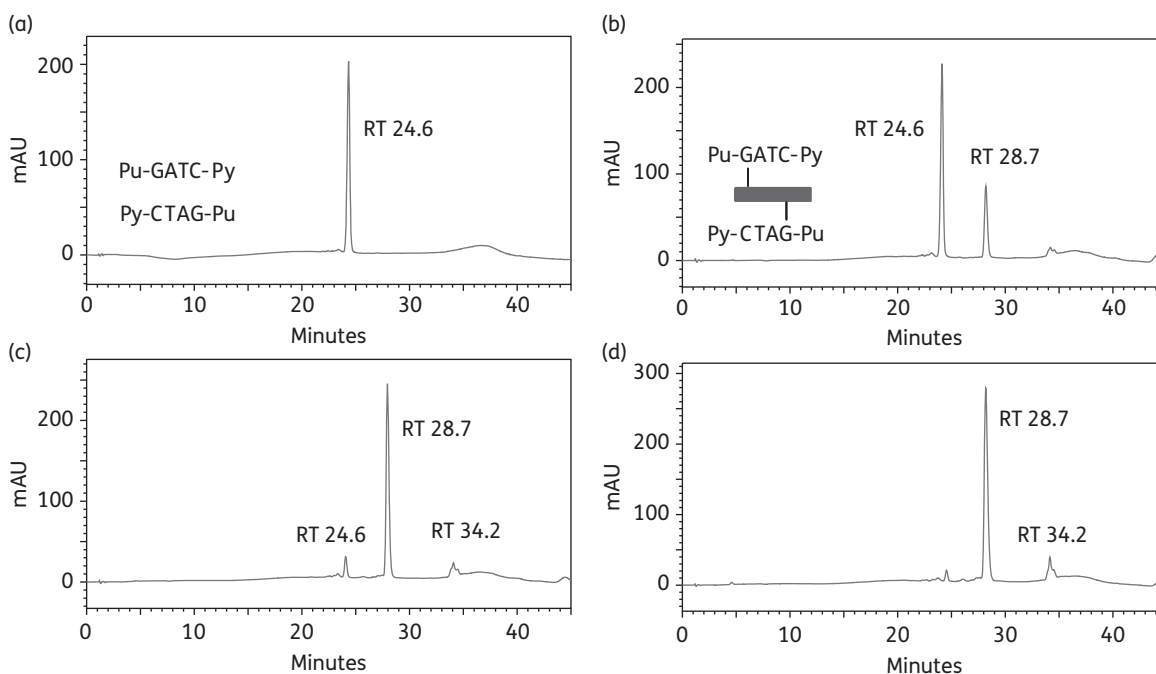 (a)
200
100
0
mAU
RT 24.6
Pu-GATC-Py
Py-CTAG-Pu
0 10 20 30 40
Minutes
(b)
200
100
0
mAU
RT 24.6
RT 28.7
Pu-GATC-Py
Py-CTAG-Pu
0 10 20 30 40
Minutes
(c)
200
100
0
mAU
RT 28.7
RT 24.6
RT 34.2
0 10 20 30 40
Minutes
(d)
300
200
100
0
mAU
RT 28.7
RT 34.2
0 10 20 30 40
Minutes